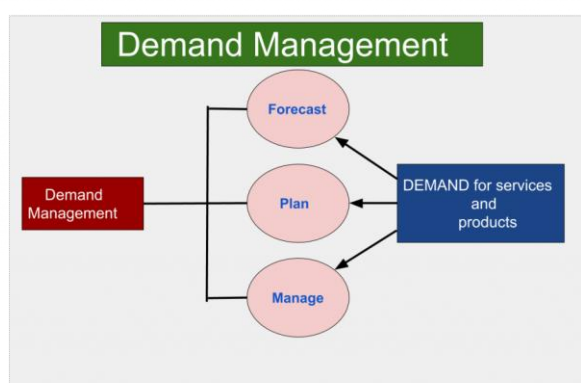 Demand Management
Forecast
Demand
Management
Plan
DEMAND for services
and
products
Manage